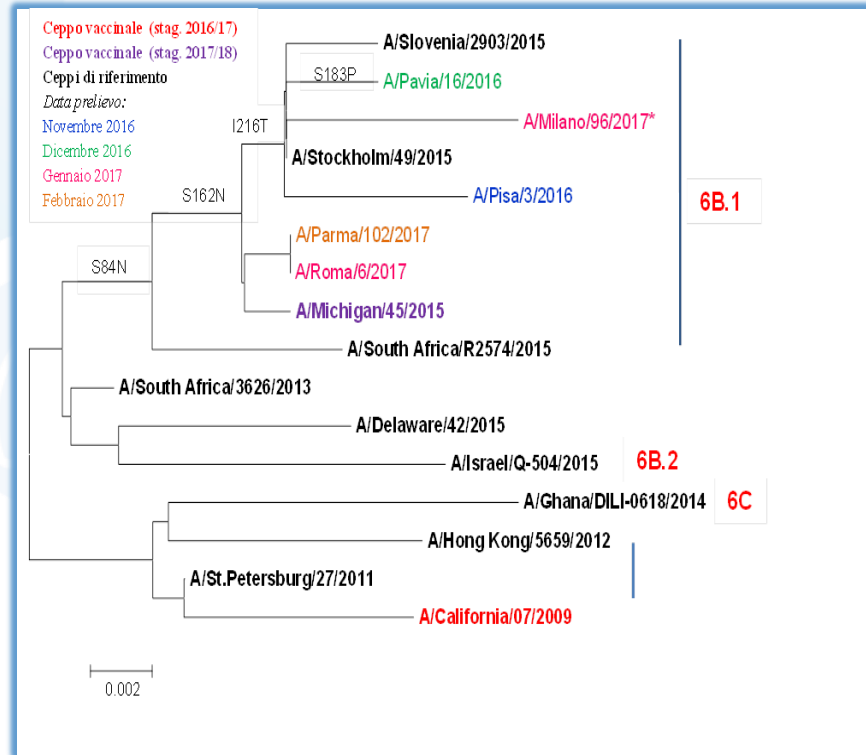 Ceppo vaccinale (stag. 2016/17)
Ceppo vaccinale (stag. 2017/18)
Ceppi di riferimento
Data prelievo:
Novembre 2016
Dicembre 2016
Gennaio 2017
Febbraio 2017
A/Slovenia/2903/2015
S183P
A/Pavia/16/2016
A/Milano/96/2017*
I216T
A/Stockholm/49/2015
S162N
A/Pisa/3/2016
6B.1
A/Parma/102/2017
S84N
A/Roma/6/2017
A/Michigan/45/2015
A/South Africa/R2574/2015
A/South Africa/3626/2013
A/Delaware/42/2015
A/Israel/Q-504/2015
6B.2
A/Ghana/DILI-0618/2014
6C
A/Hong Kong/5659/2012
A/St.Petersburg/27/2011
A/California/07/2009
0.002